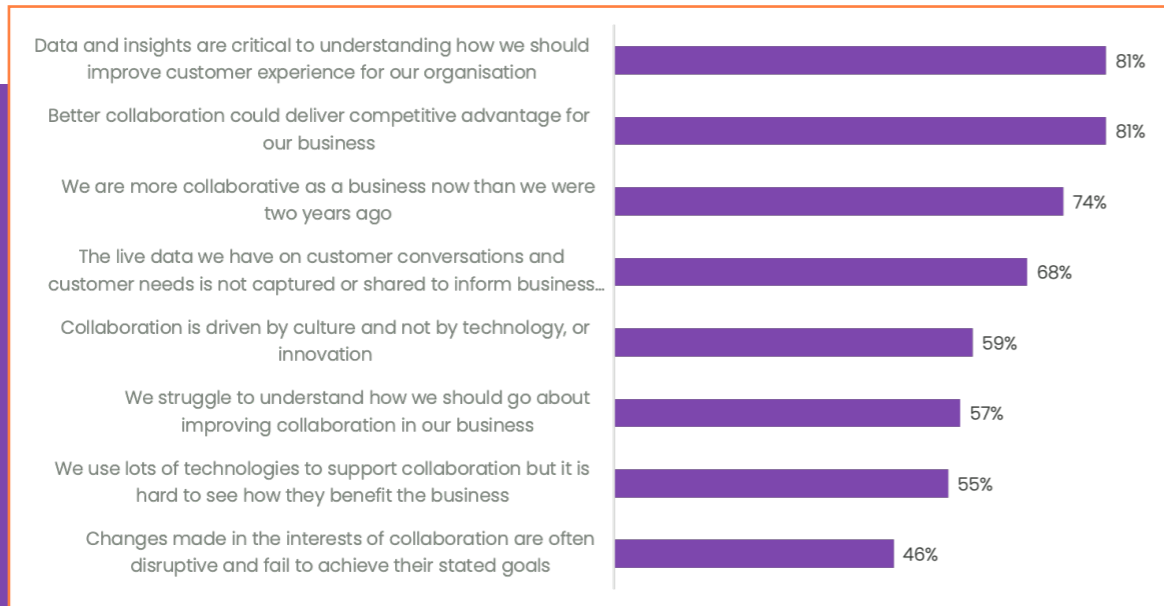 Data and insights are critical to understanding how we should
improve customer experience for our organisation
81%
Better collaboration could deliver competitive advantage for
our business
81%
We are more collaborative as a business now than we were
two years ago
74%
The live data we have on customer conversations and
customer needs is not captured or shared to inform business...
68%
Collaboration is driven by culture and not by technology, or
innovation
59%
We struggle to understand how we should go about
improving collaboration in our business
57%
We use lots of technologies to support collaboration but it is
hard to see how they benefit the business
55%
Changes made in the interests of collaboration are often
disruptive and fail to achieve their stated goals
46%